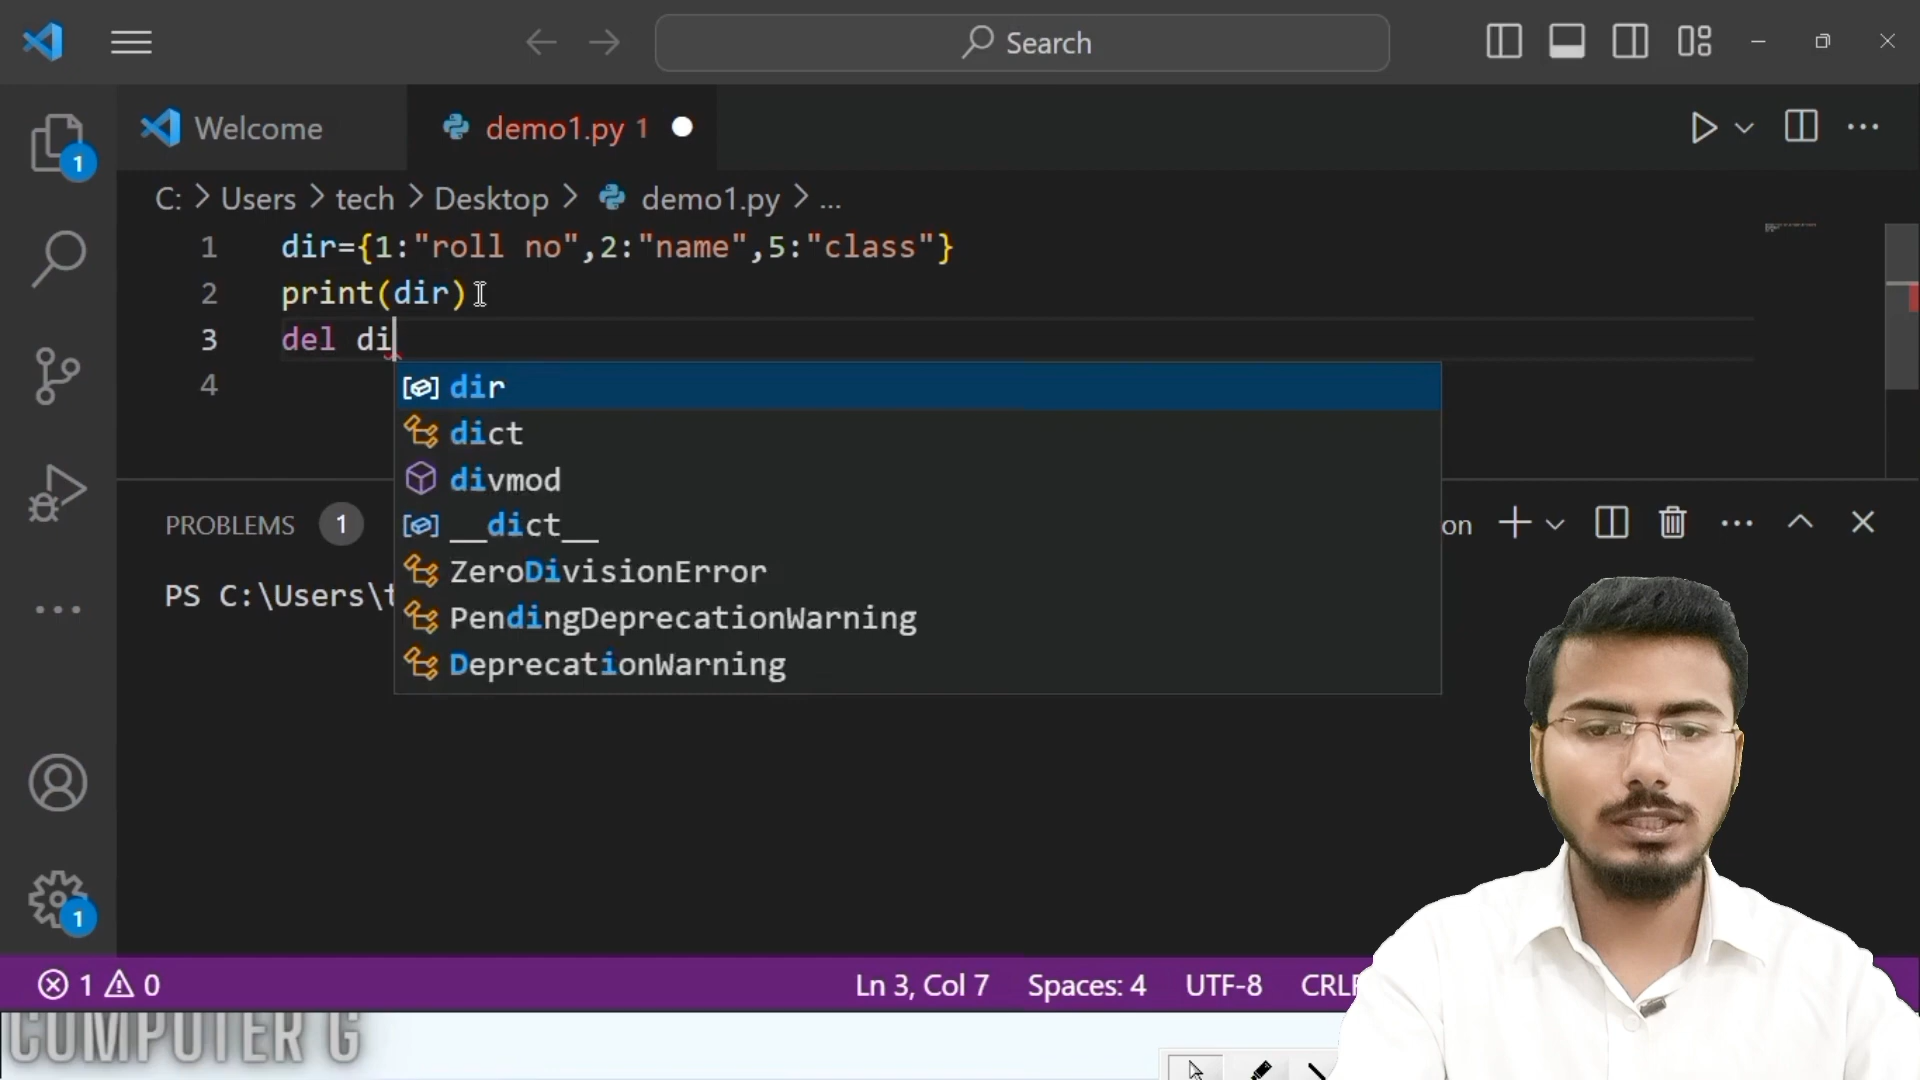 Search
Welcome
demo1.py 1
C: > Users > tech > Desktop > demo1.py > ...
1 dir={1:"roll no",2:"name",5:"class"}
2 print(dir)
3 del di
4
dir
dict
divmod
__dict__
ZeroDivisionError
PendingDeprecationWarning
DeprecationWarning
PROBLEMS 1
on
PS C:\Users\t
1
1
1 0
Ln 3, Col 7 Spaces: 4 UTF-8 CRLF
COMPUTER G